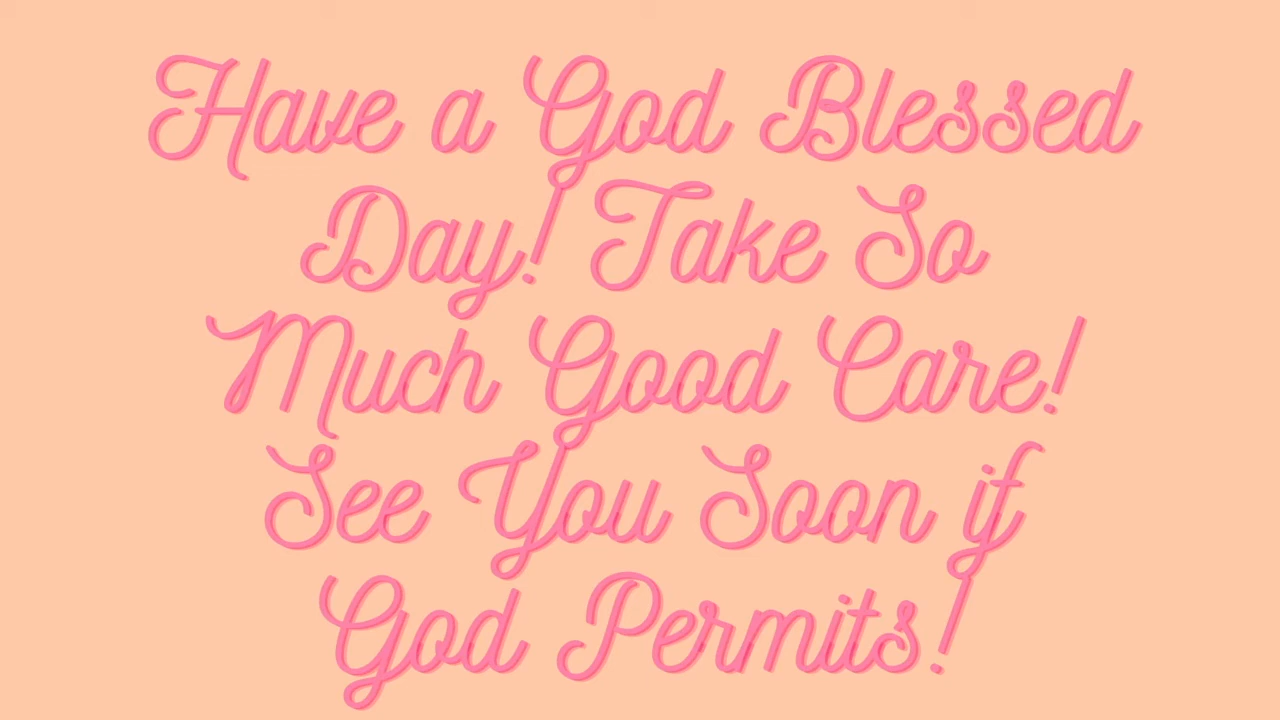 Have a God Blessed
Day! Take So
Much Good Care!
See You Soon if
God Permits!